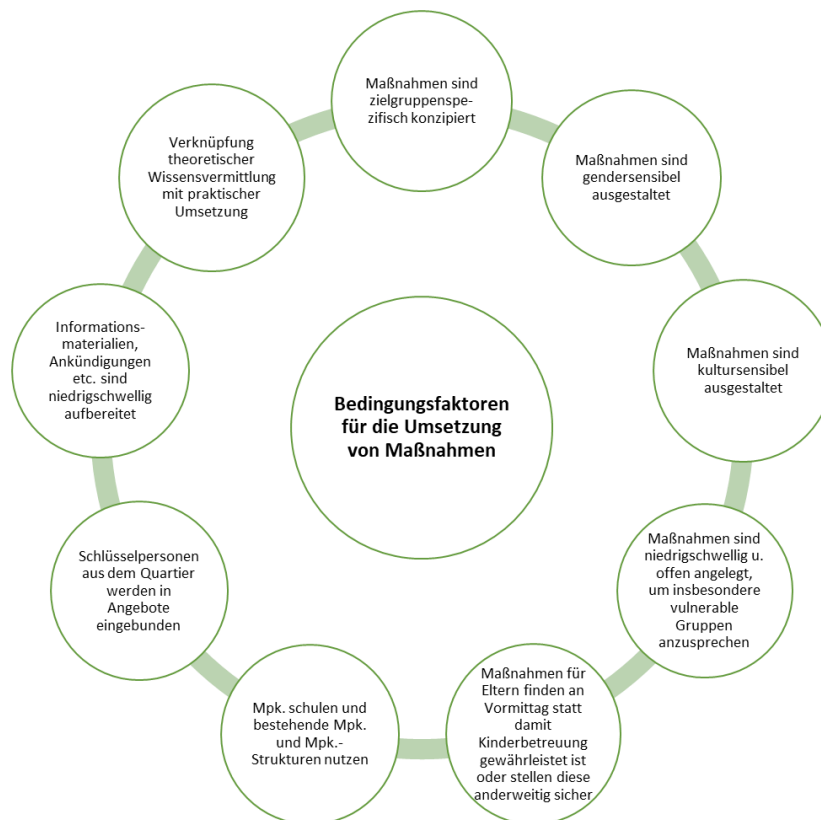 Maßnahmen sind
zielgruppenspe-
zifisch konzipiert
Maßnahmen sind
gendersensibel
ausgestaltet
Maßnahmen sind
kultursensibel
ausgestaltet
Maßnahmen sind
niedrigschwellig u.
offen angelegt,
um insbesondere
vulnerable
Gruppen
anzusprechen
Maßnahmen für
Eltern finden an
Vormittag statt
damit
Kinderbetreuung
gewährleistet ist
oder stellen diese
anderweitig sicher
Mpk. schulen und
bestehende Mpk.
und Mpk.-
Strukturen nutzen
Schlüsselpersonen
aus dem Quartier
werden in
Angebote
eingebunden
Informations-
materialien,
Ankündigungen
etc. sind
niedrigschwellig
aufbereitet
Verknüpfung
theoretischer
Wissensvermittlung
mit praktischer
Umsetzung
Bedingungsfaktoren
für die Umsetzung
von Maßnahmen